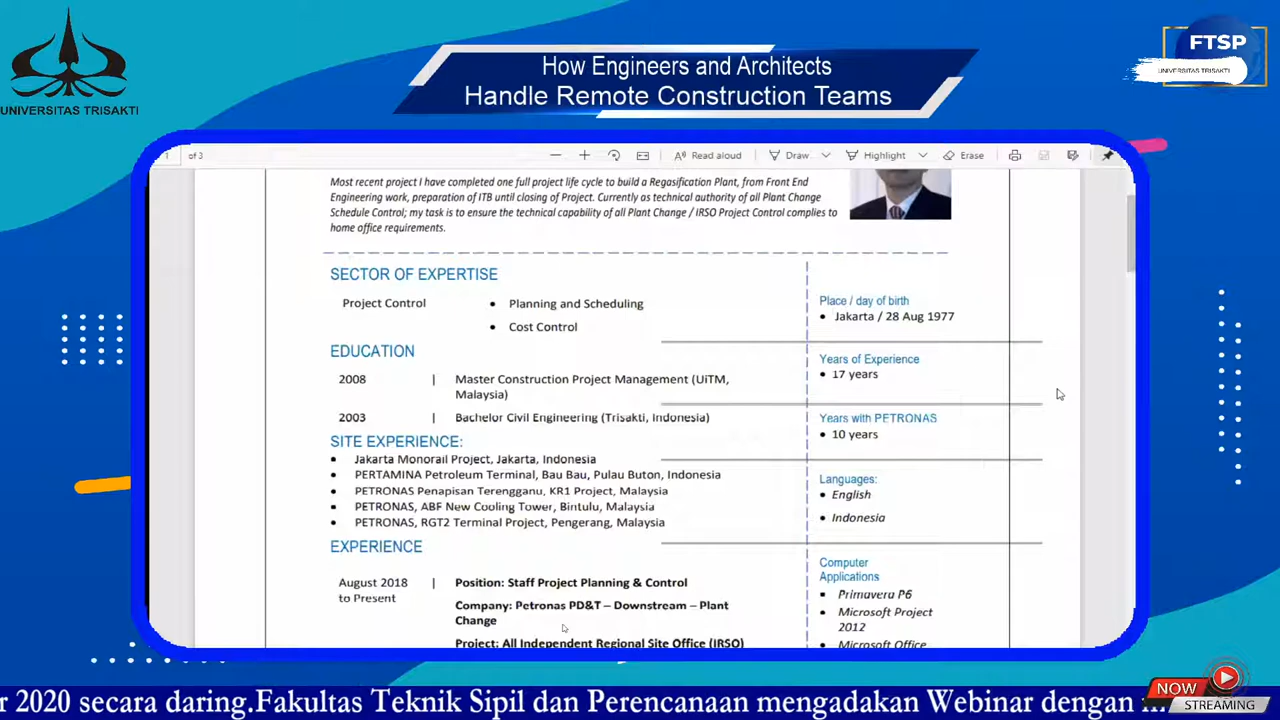 UNIVERSITAS TRISAKTI
How Engineers and Architects
Handle Remote Construction Teams
FTSP
UNIVERSITAS TRISAKTI
1 of 3
Read aloud
Draw
Highlight
Erase
Most recent project I have completed one full project life cycle to build a Regasification Plant, from Front End
Engineering work, preparation of ITB until closing of Project. Currently as technical authority of all Plant Change
Schedule Control; my task is to ensure the technical capability of all Plant Change / IRSO Project Control complies to
home office requirements.
SECTOR OF EXPERTISE
Project Control
• Planning and Scheduling
• Cost Control
EDUCATION
2008 | Master Construction Project Management (UiTM,
Malaysia)
2003 | Bachelor Civil Engineering (Trisakti, Indonesia)
SITE EXPERIENCE:
• Jakarta Monorail Project, Jakarta, Indonesia
• PERTAMINA Petroleum Terminal, Bau Bau, Pulau Buton, Indonesia
• PETRONAS Penapisan Terengganu, KR1 Project, Malaysia
• PETRONAS, ABF New Cooling Tower, Bintulu, Malaysia
• PETRONAS, RGT2 Terminal Project, Pengerang, Malaysia
EXPERIENCE
August 2018 | Position: Staff Project Planning & Control
to Present
Company: Petronas PD&T – Downstream – Plant
Change
Project: All Independent Regional Site Office (IRSO)
Place / day of birth
• Jakarta / 28 Aug 1977
Years of Experience
• 17 years
Years with PETRONAS
• 10 years
Languages:
• English
• Indonesia
Computer
Applications
• Primavera P6
• Microsoft Project
2012
• Microsoft Office
r 2020 secara daring.Fakultas Teknik Sipil dan Perencanaan mengadakan Webinar dengan
NOW
STREAMING